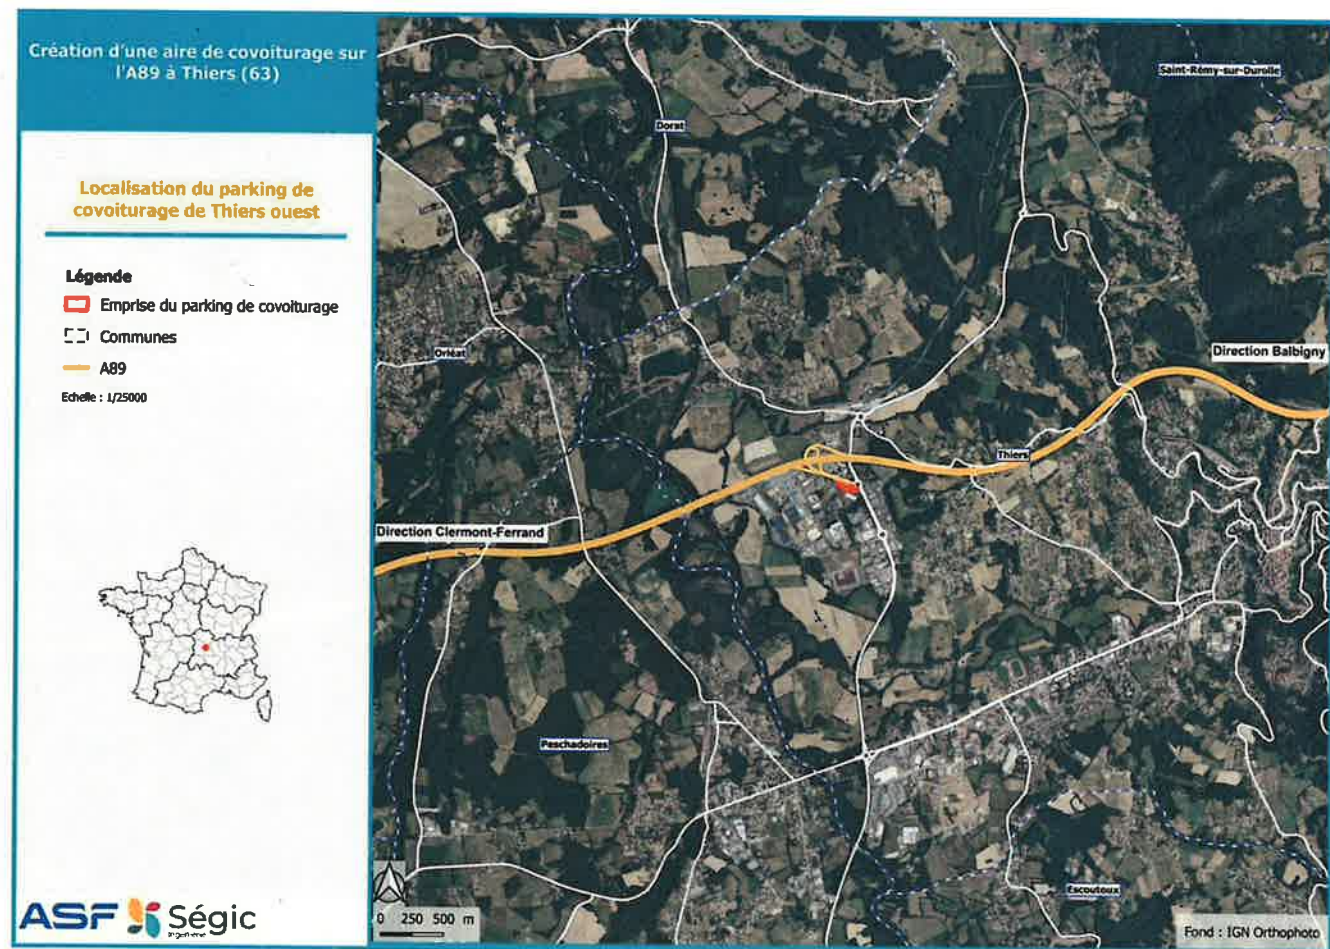 Création d'une aire de covoiturage sur
l'A89 à Thiers (63)
Localisation du parking de
covoiturage de Thiers ouest
Légende
Emprise du parking de covoiturage
Communes
A89
Echelle : 1/25000
ASF
Ségic
Ingénierie
Saint-Rémy-sur-Durolle
Dorat
Orléat
Direction Balbigny
Thiers
Direction Clermont-Ferrand
Peschadoires
Escoutoux
0 250 500 m
Fond : IGN Orthophoto